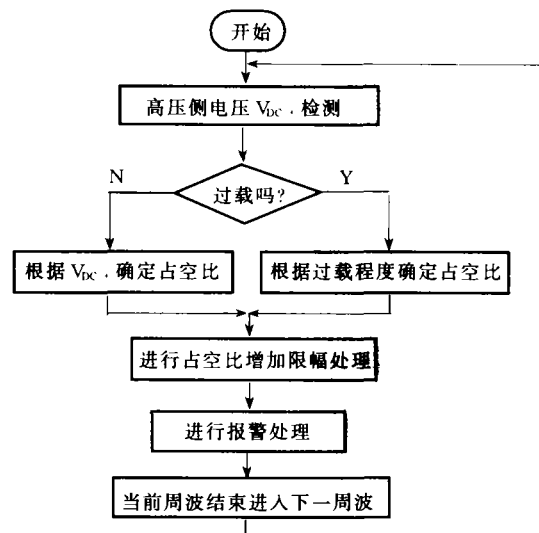 开始
高压侧电压 VDC，检测
过载吗?
N
Y
根据 VDC，确定占空比
根据过载程度确定占空比
进行占空比增加限幅处理
进行报警处理
当前周波结束进入下一周波